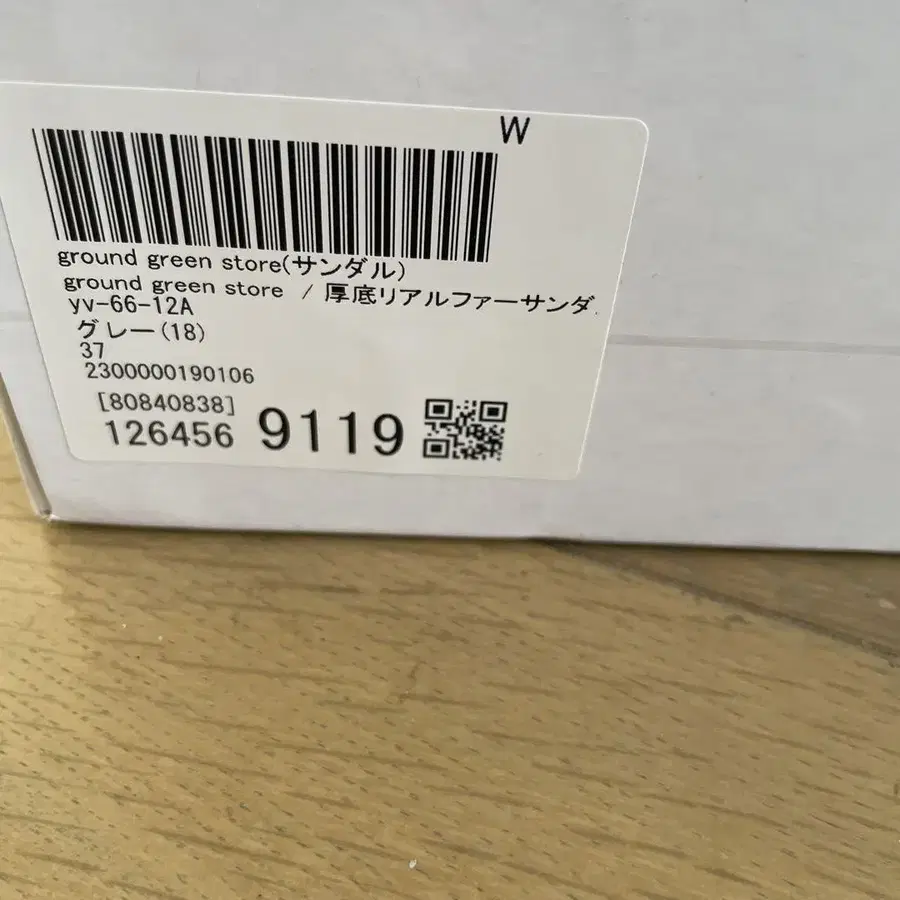 W
ground green store(サンダル)
ground green store / 厚底リアルファーサンダ
yv-66-12A
グレー(18)
37
2300000190106
[80840838]
126456 9119